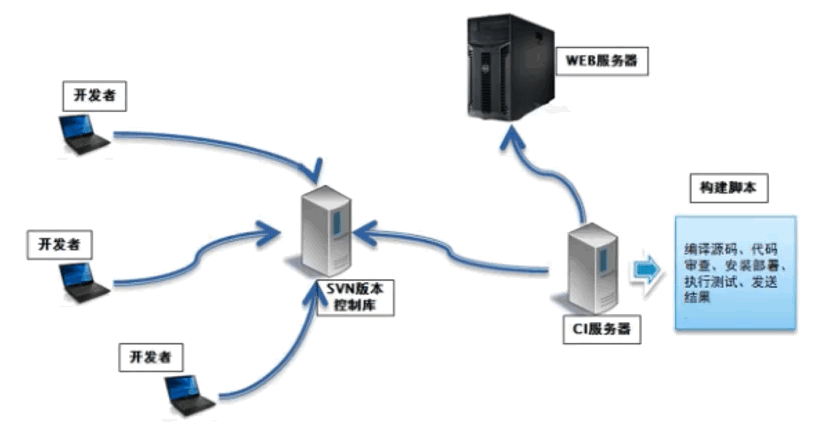 WEB服务器
开发者
构建脚本
开发者
编译源码、代码
审查、安装部署、
执行测试、发送
结果
SVN版本
控制库
CI服务器
开发者